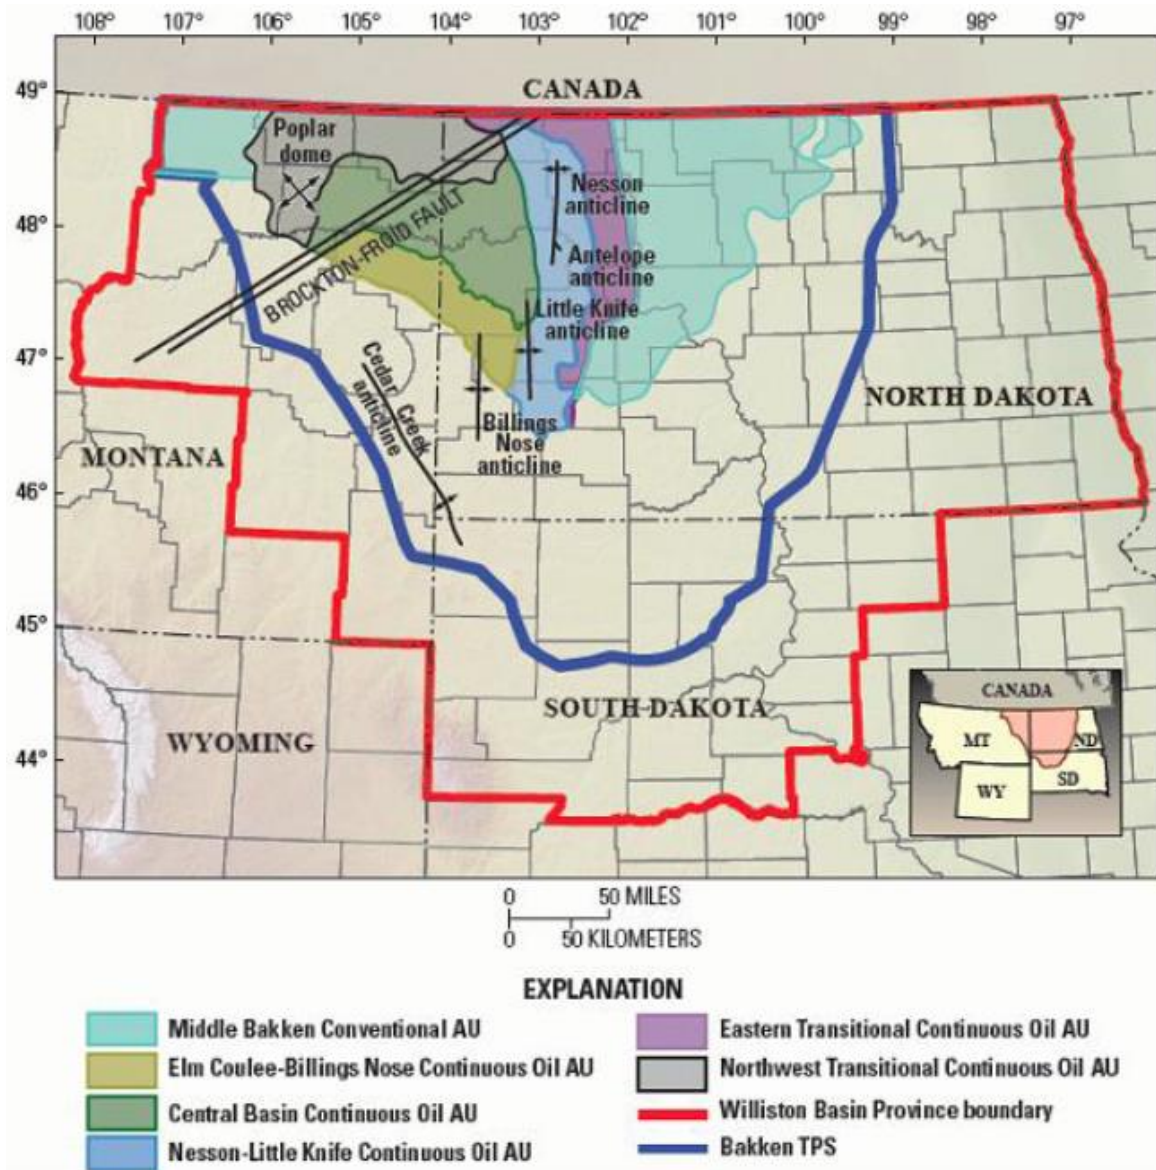 108° 107° 106° 105° 104° 103° 102° 101° 100° 99° 98° 97°
49°
48°
47°
46°
45°
44°
CANADA
Poplar
dome
BROCKTON-FROID FAULT
Nesson
anticline
Antelope
anticline
Little Knife
anticline
Cedar Creek
anticline
Billings
Nose
anticline
NORTH DAKOTA
MONTANA
SOUTH DAKOTA
WYOMING
CANADA
MT
ND
WY
SD
0 50 MILES
0 50 KILOMETERS
EXPLANATION
Middle Bakken Conventional AU
Elm Coulee-Billings Nose Continuous Oil AU
Central Basin Continuous Oil AU
Nesson-Little Knife Continuous Oil AU
Eastern Transitional Continuous Oil AU
Northwest Transitional Continuous Oil AU
Williston Basin Province boundary
Bakken TPS